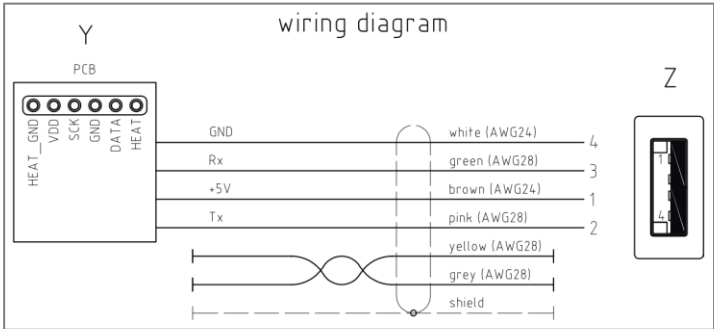 wiring diagram
Y
PCB
HEAT_GND
VDD
SCK
GND
DATA
HEAT
GND white (AWG24) 4
Rx green (AWG28) 3
+5V brown (AWG24) 1
Tx pink (AWG28) 2
yellow (AWG28)
grey (AWG28)
shield
Z
1
4